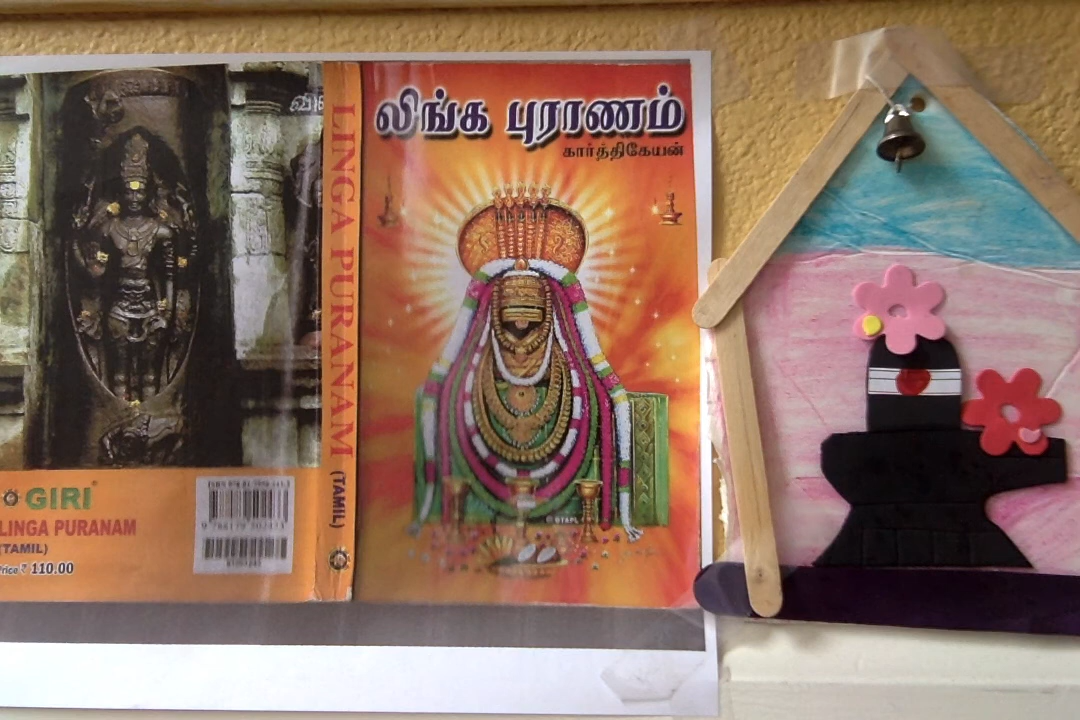 லிங்க புராணம்
கார்த்திகேயன்
LINGA PURANAM (TAMIL)
GIRI
LINGA PURANAM
(TAMIL)
Price ₹ 110.00